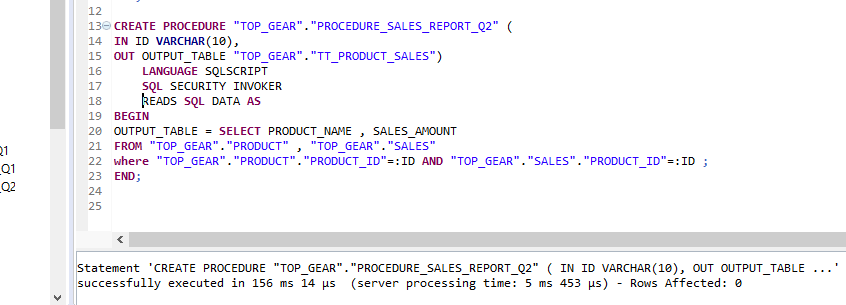 12
13 CREATE PROCEDURE "TOP_GEAR"."PROCEDURE_SALES_REPORT_Q2" (
14 IN ID VARCHAR(10),
15 OUT OUTPUT_TABLE "TOP_GEAR"."TT_PRODUCT_SALES")
16 LANGUAGE SQLSCRIPT
17 SQL SECURITY INVOKER
18 READS SQL DATA AS
19 BEGIN
20 OUTPUT_TABLE = SELECT PRODUCT_NAME , SALES_AMOUNT
21 FROM "TOP_GEAR"."PRODUCT" , "TOP_GEAR"."SALES"
22 where "TOP_GEAR"."PRODUCT"."PRODUCT_ID"=:ID AND "TOP_GEAR"."SALES"."PRODUCT_ID"=:ID ;
23 END;
24
25
Q1
_Q1
_Q2
Statement 'CREATE PROCEDURE "TOP_GEAR"."PROCEDURE_SALES_REPORT_Q2" ( IN ID VARCHAR(10), OUT OUTPUT_TABLE ...'
successfully executed in 156 ms 14 µs (server processing time: 5 ms 453 µs) - Rows Affected: 0